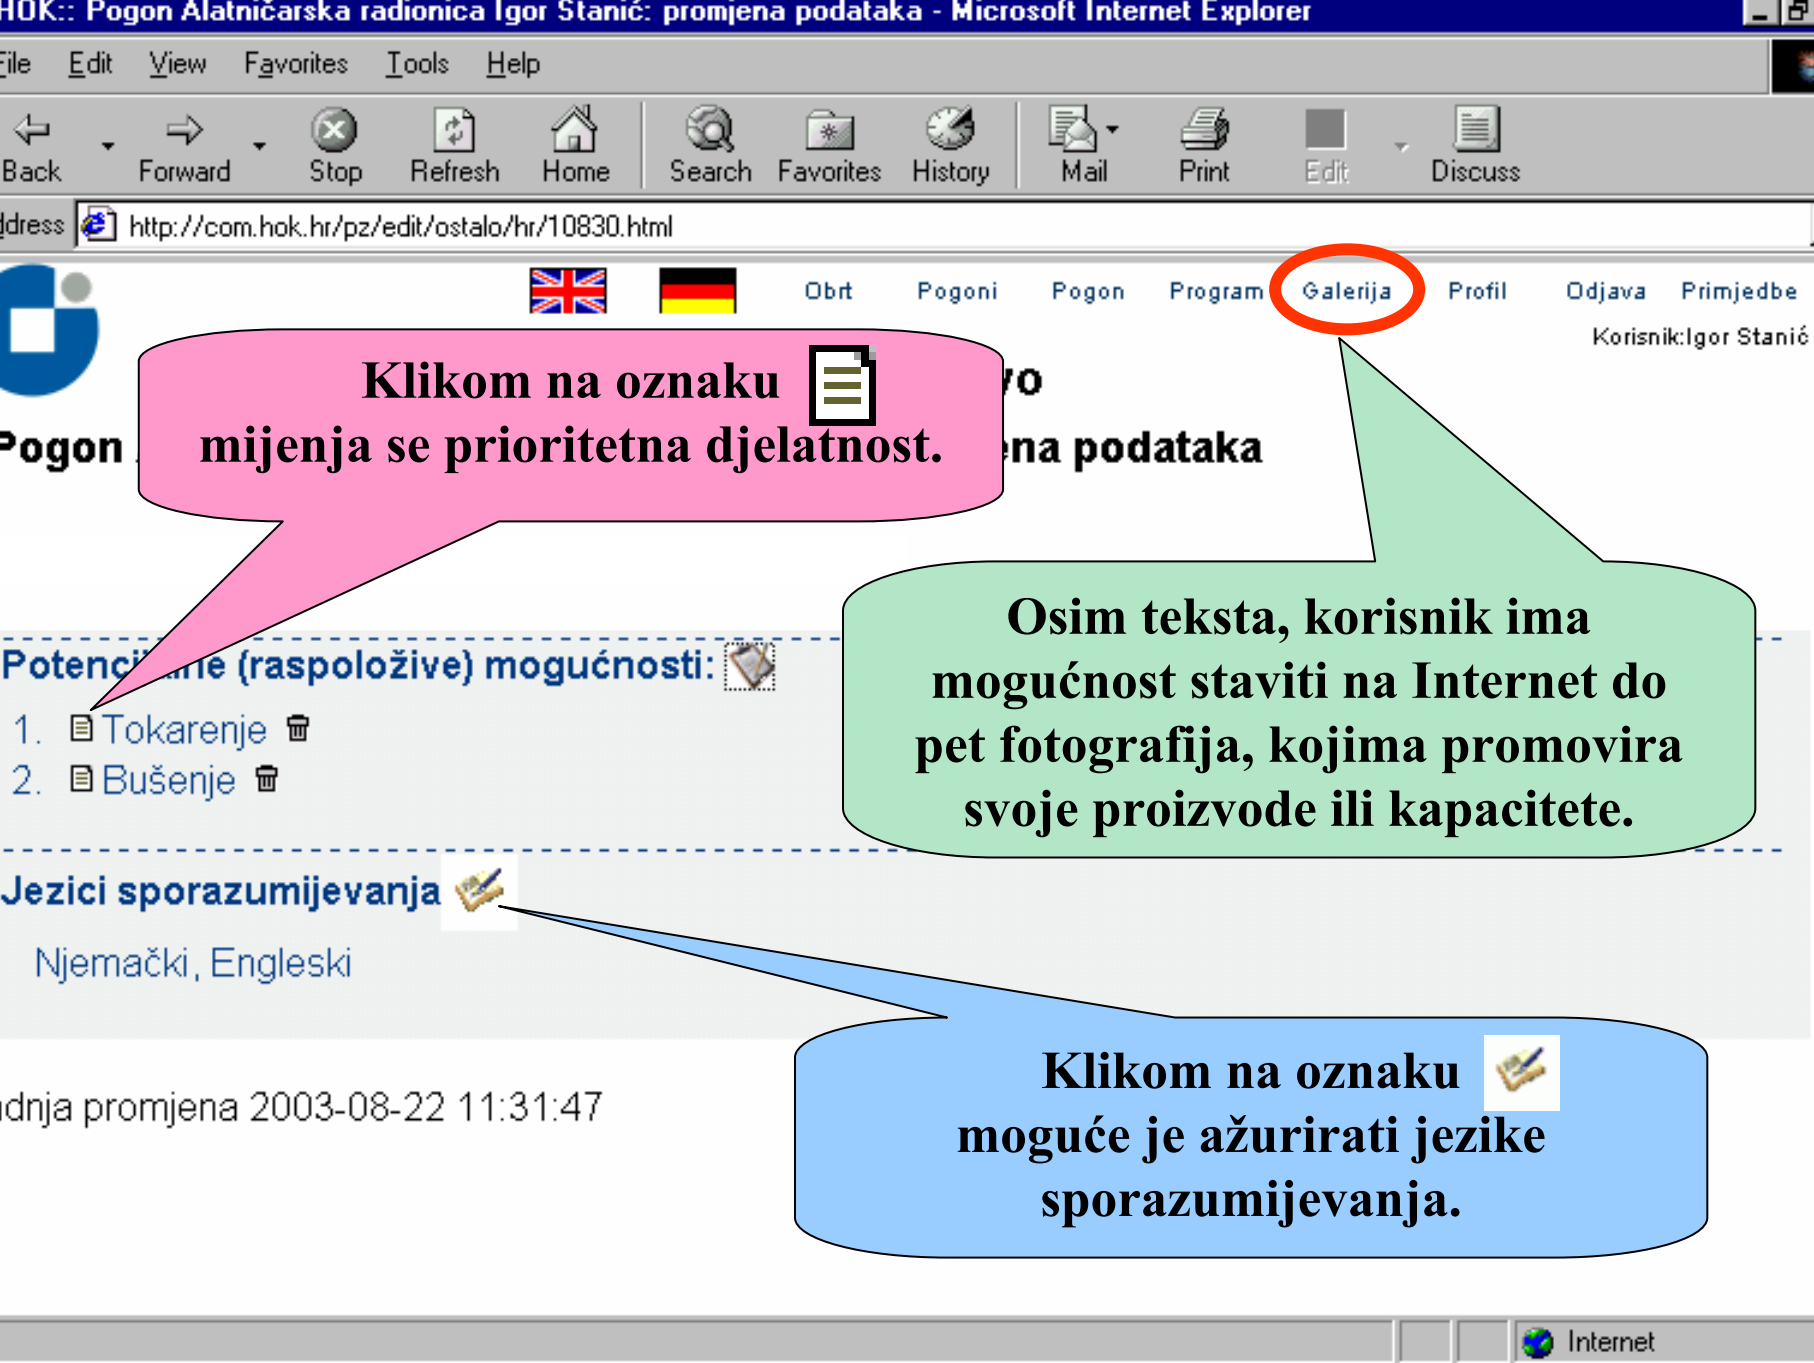 HOK:: Pogon Alatničarska radionica Igor Stanić: promjena podataka - Microsoft Internet Explorer
File Edit View Favorites Tools Help
Back Forward Stop Refresh Home Search Favorites History Mail Print Edit Discuss
ddress http://com.hok.hr/pz/edit/ostalo/hr/10830.html
Obrt Pogoni Pogon Program Galerija Profil Odjava Primjedbe
Korisnik:Igor Stanić
Klikom na oznaku
mijenja se prioritetna djelatnost.
vo
Pogon
ena podataka
Osim teksta, korisnik ima
mogućnost staviti na Internet do
pet fotografija, kojima promovira
svoje proizvode ili kapacitete.
Potencijalne (raspoložive) mogućnosti:
1. Tokarenje
2. Bušenje
Jezici sporazumijevanja
Njemački, Engleski
Klikom na oznaku
moguće je ažurirati jezike
sporazumijevanja.
adnja promjena 2003-08-22 11:31:47
Internet